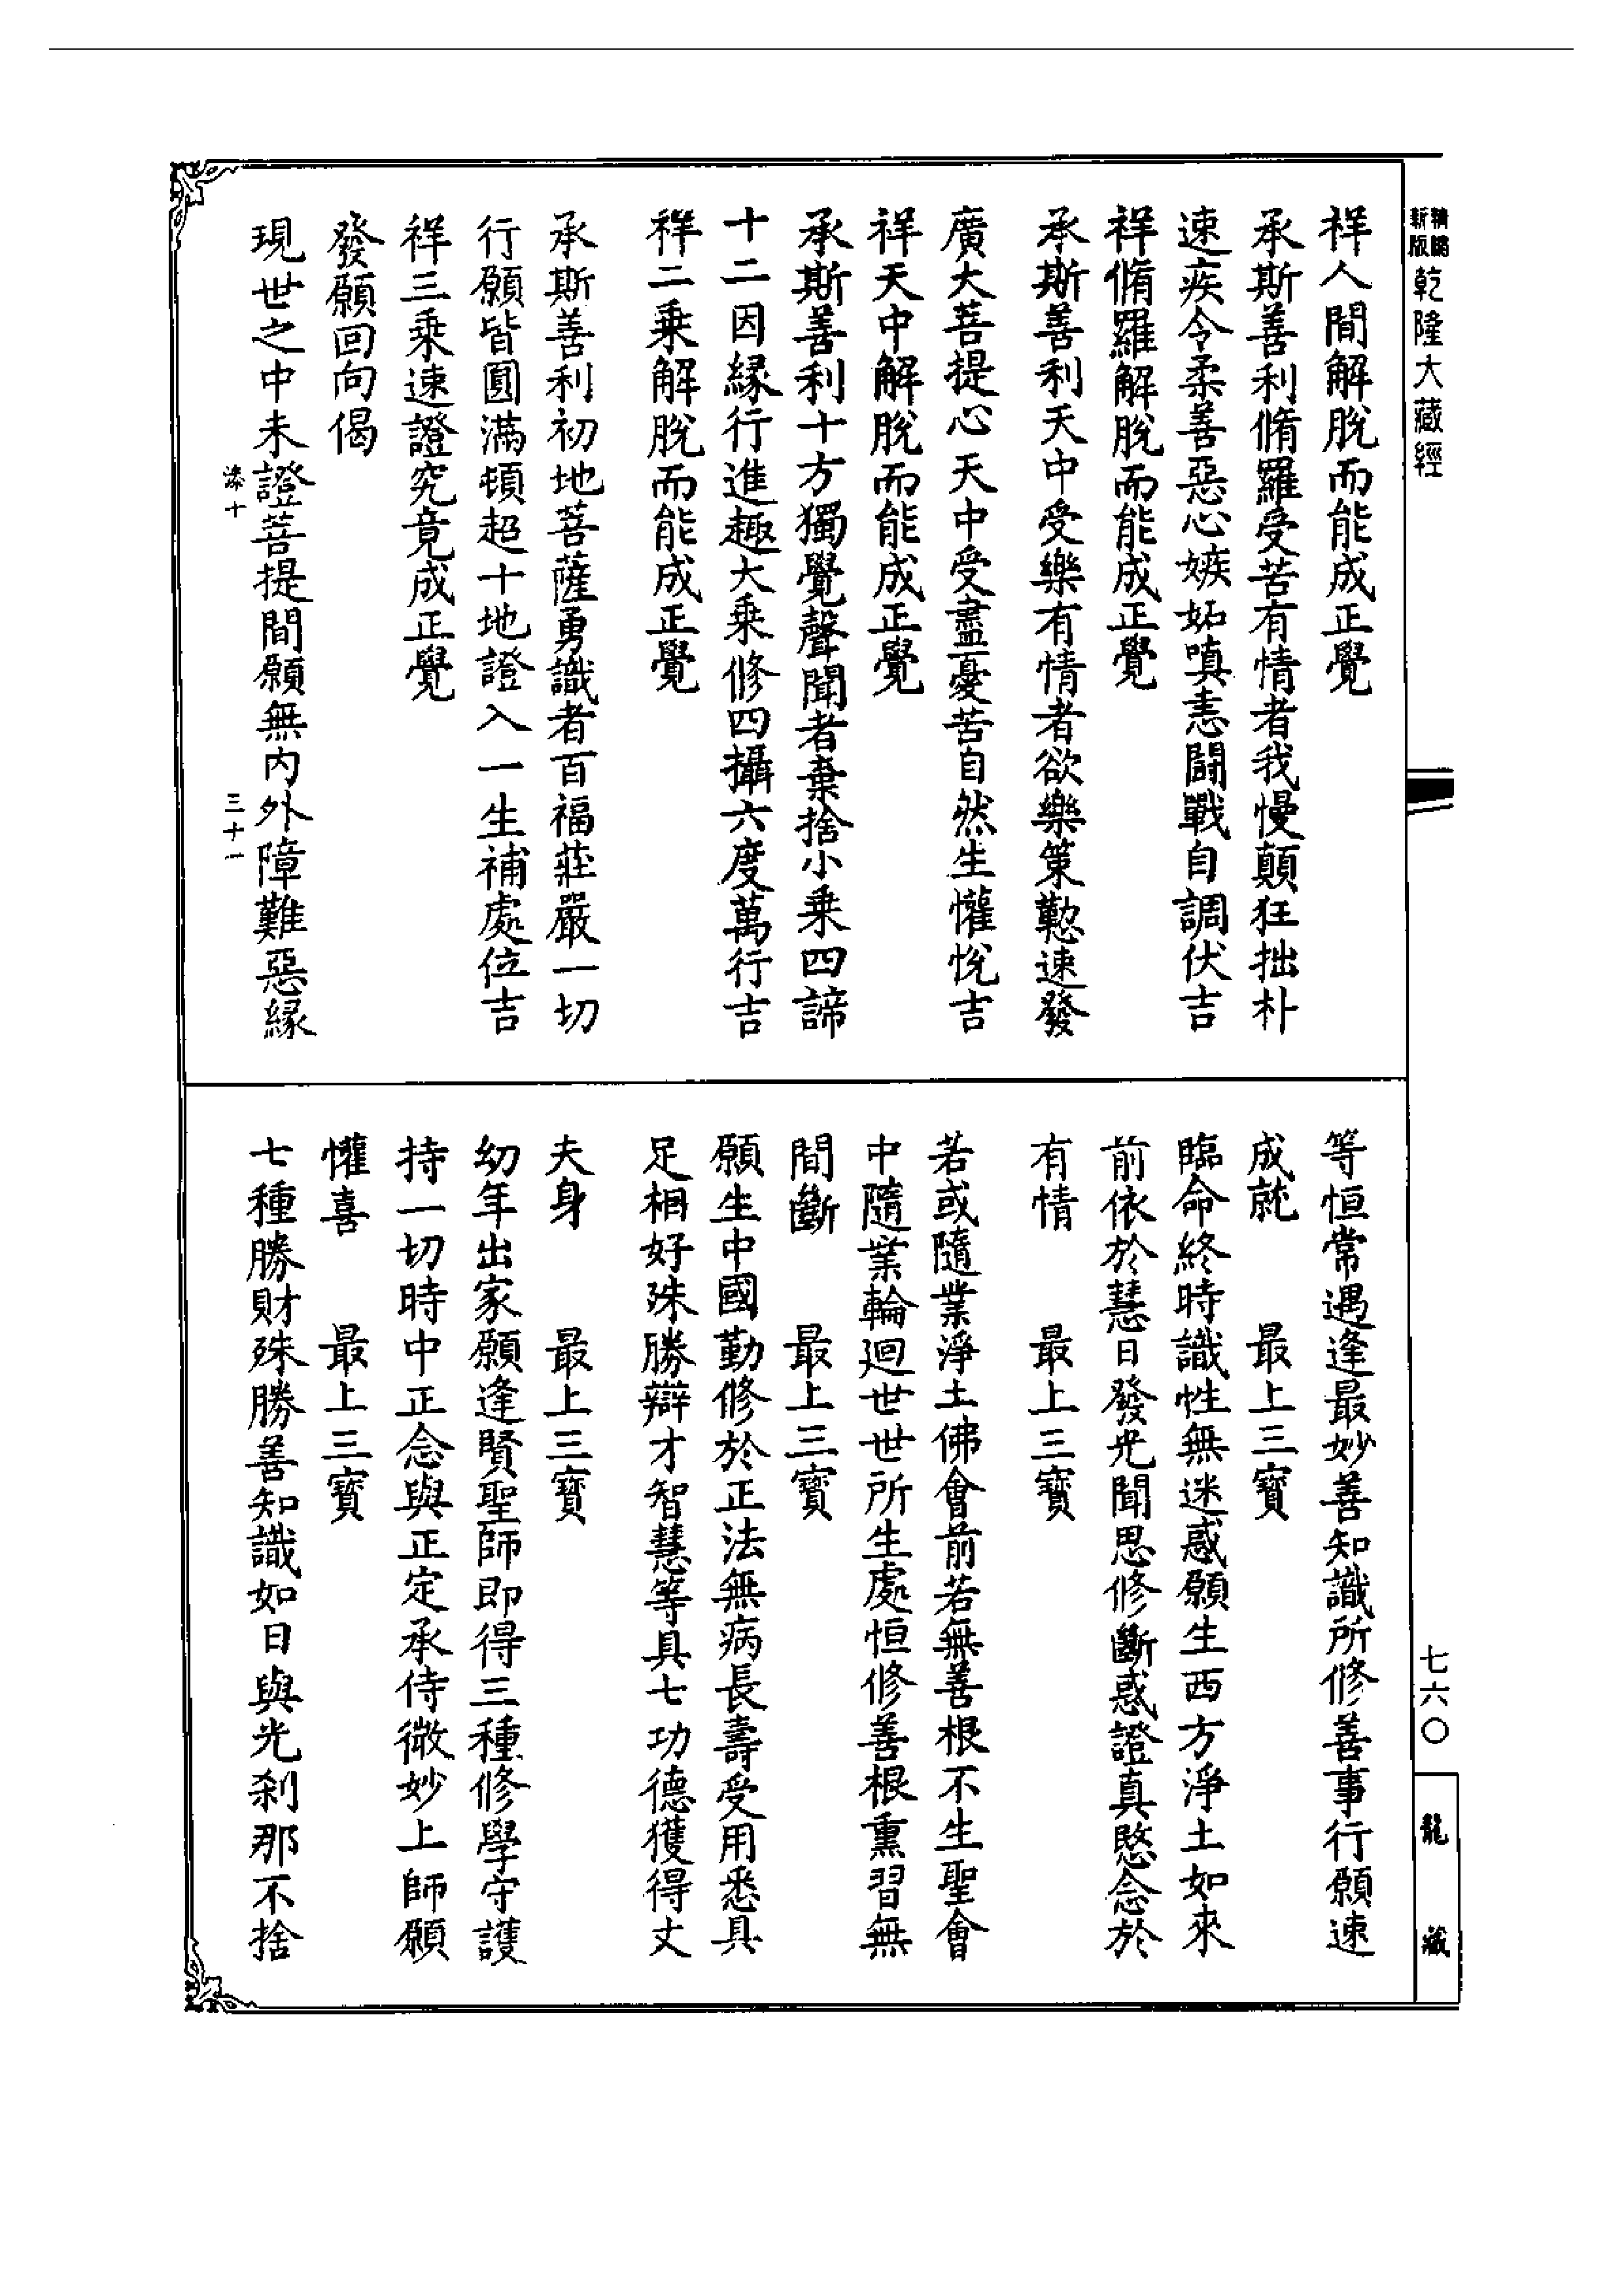 精鵰
新版
乾隆大藏經
祥人間解脫而能成正覺
承斯善利脩羅受苦有情者我慢顛狂拙朴
速疾令柔善惡心嫉妬嗔恚鬪戰自調伏吉
祥脩羅解脫而能成正覺
承斯善利天中受樂有情者欲樂策懃速發
廣大菩提心天中受盡憂苦自然生懽悅吉
祥天中解脫而能成正覺
承斯善利十方獨覺聲聞者棄捨小乘四諦
十二因緣行進趣大乘修四攝六度萬行吉
祥二乘解脫而能成正覺
承斯善利初地菩薩勇識者百福莊嚴一切
行願皆圓滿頓超十地證入一生補處位吉
祥三乘速證究竟成正覺
發願回向偈
現世之中未證菩提間願無內外障難惡緣
漆十
三十一
等恒常遇逢最妙善知識所修善事行願速
成就　最上三寶
臨命終時識性無迷惑願生西方淨土如來
前依於慧日發光聞思修斷惑證真愍念於
有情　最上三寶
若或隨業淨土佛會前若無善根不生聖會
中隨業輪迴世世所生處恒修善根熏習無
間斷　最上三寶
願生中國勤修於正法無病長壽受用悉具
足相好殊勝辯才智慧等具七功德獲得丈
夫身　最上三寶
幼年出家願逢賢聖師即得三種修學守護
持一切時中正念與正定承侍微妙上師願
懽喜　最上三寶
七種勝財殊勝善知識如日與光剎那不捨
七六〇
龍藏